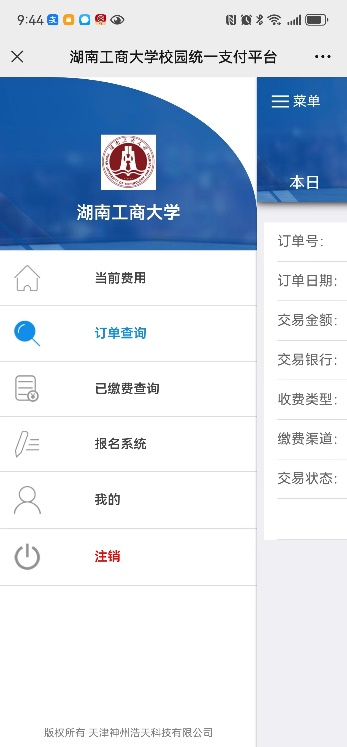 9:44
湖南工商大学校园统一支付平台
湖南工商大学
菜单
本日
当前费用
订单查询
已缴费查询
报名系统
我的
注销
订单号:
订单日期:
交易金额:
交易银行:
收费类型:
缴费渠道:
交易状态:
版权所有 天津神州浩天科技有限公司